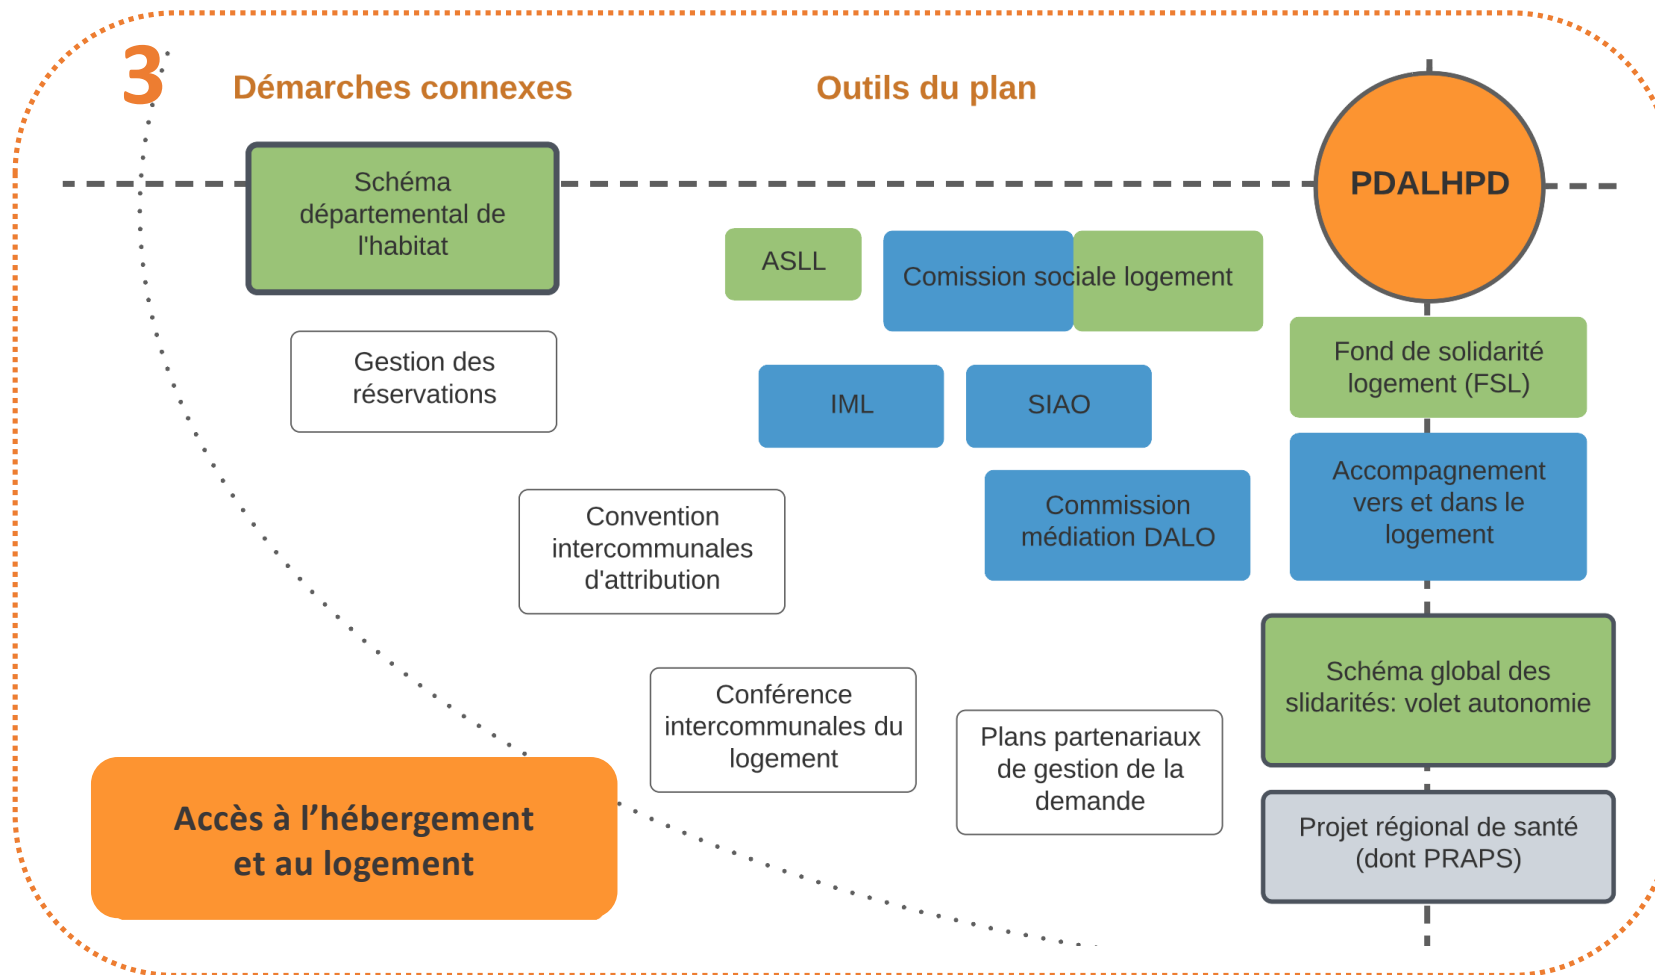 3
Démarches connexes
Outils du plan
PDALHPD
Schéma
départemental de
l'habitat
ASLL
Comission sociale logement
Gestion des
réservations
Fond de solidarité
logement (FSL)
IML
SIAO
Accompagnement
vers et dans le
logement
Commission
médiation DALO
Convention
intercommunales
d'attribution
Schéma global des
slidarités: volet autonomie
Conférence
intercommunales du
logement
Plans partenariaux
de gestion de la
demande
Projet régional de santé
(dont PRAPS)
Accès à l’hébergement
et au logement